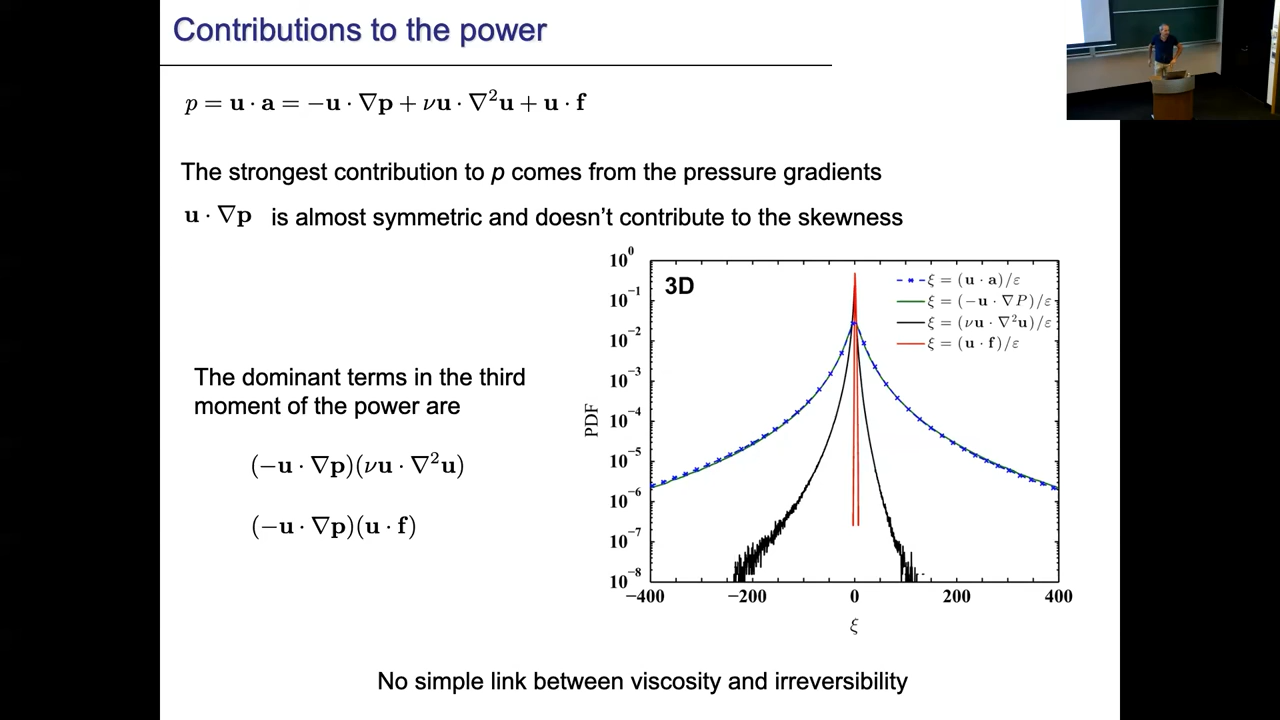 Contributions to the power
p = u · a = −u · ∇p + νu · ∇²u + u · f
The strongest contribution to p comes from the pressure gradients
u · ∇p is almost symmetric and doesn't contribute to the skewness
The dominant terms in the third
moment of the power are
(−u · ∇p)(νu · ∇²u)
(−u · ∇p)(u · f)
3D
ξ = (u · a)/ε
ξ = (−u · ∇P)/ε
ξ = (νu · ∇²u)/ε
ξ = (u · f)/ε
PDF
10⁰
10⁻¹
10⁻²
10⁻³
10⁻⁴
10⁻⁵
10⁻⁶
10⁻⁷
10⁻⁸
−400 −200 0 200 400
ξ
No simple link between viscosity and irreversibility